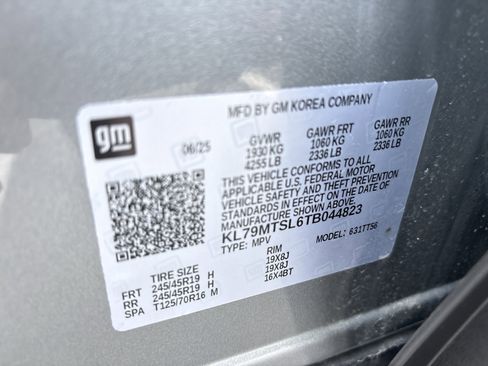 gm
MFD BY GM KOREA COMPANY
06/25 GVWR GAWR FRT GAWR RR
1930 KG 1060 KG 1060 KG
4255 LB 2336 LB 2336 LB
THIS VEHICLE CONFORMS TO ALL
APPLICABLE U.S. FEDERAL MOTOR
VEHICLE SAFETY STANDARDS
IN EFFECT ON THE DATE OF
MANUFACTURE SHOWN ABOVE.
KL79MTSL6TB044823
TYPE: MPV MODEL: 631TT56
TIRE SIZE RIM
FRT 245/45R19 H 19X8J
RR 245/45R19 H 19X8J
SPA T125/70R16 M 16X4BT